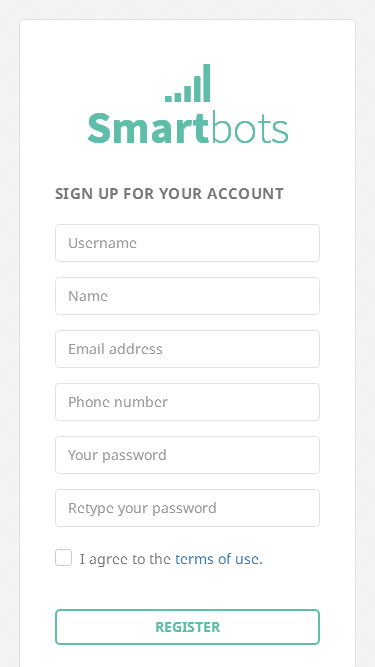 Smartbots
SIGN UP FOR YOUR ACCOUNT
Username
Name
Email address
Phone number
Your password
Retype your password
I agree to the terms of use.
REGISTER